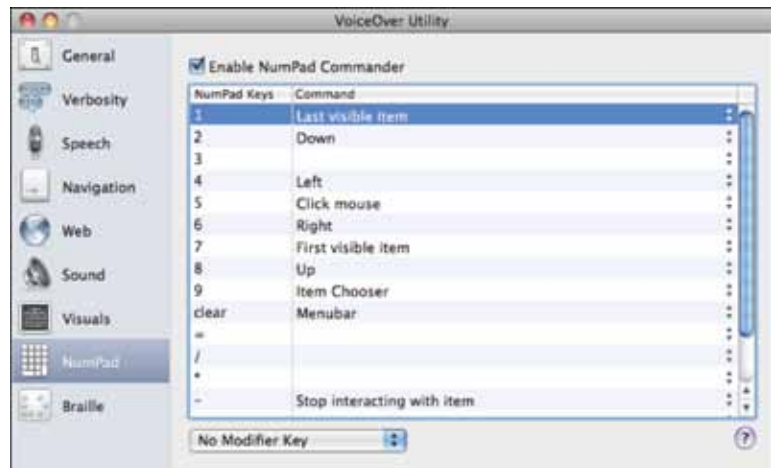 VoiceOver Utility
General
Verbosity
Speech
Navigation
Web
Sound
Visuals
NumPad
Braille
Enable NumPad Commander
NumPad Keys Command
1 Last visible item
2 Down
3
4 Left
5 Click mouse
6 Right
7 First visible item
8 Up
9 Item Chooser
clear Menubar
=
/
*
- Stop interacting with item
No Modifier Key
?